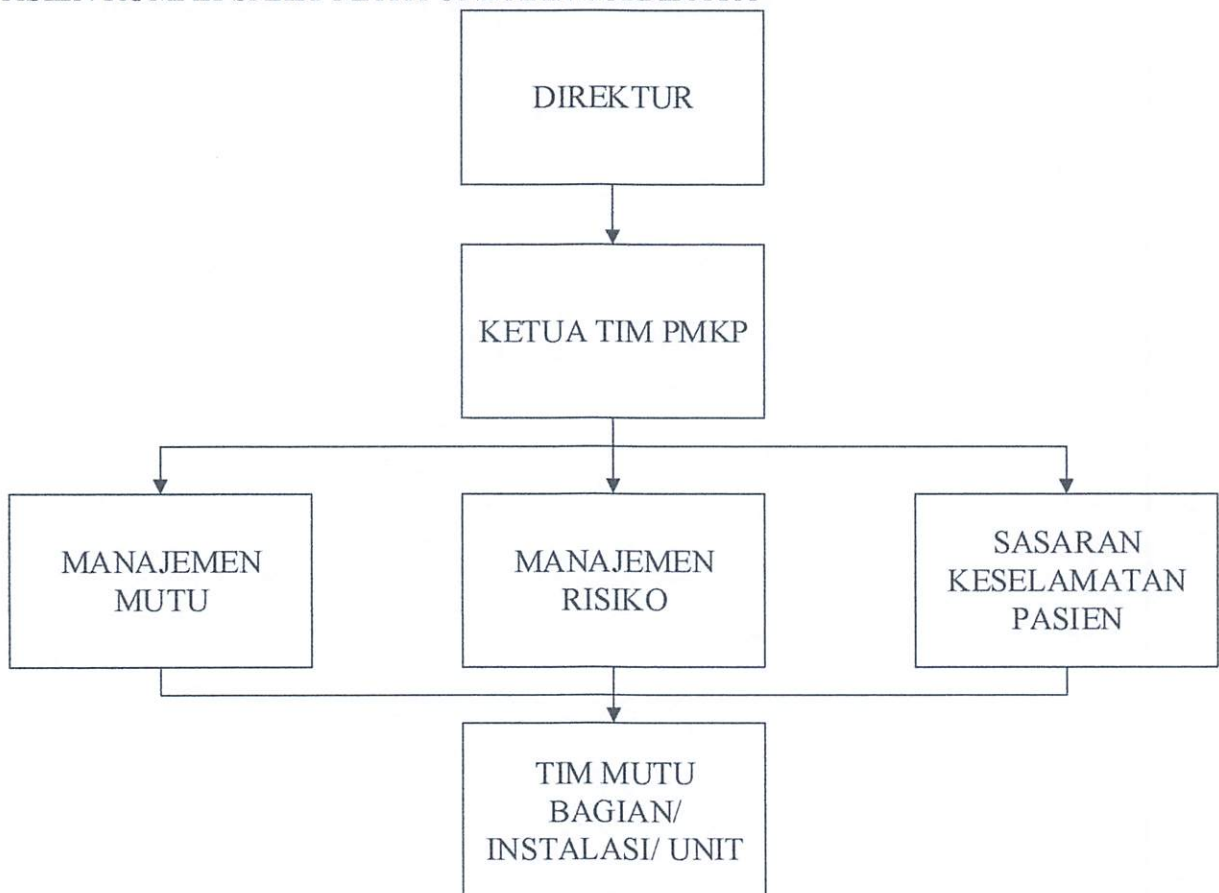 DIREKTUR
KETUA TIM PMKP
MANAJEMEN
MUTU
MANAJEMEN
RISIKO
SASARAN
KESELAMATAN
PASIEN
TIM MUTU
BAGIAN/
INSTALASI/ UNIT